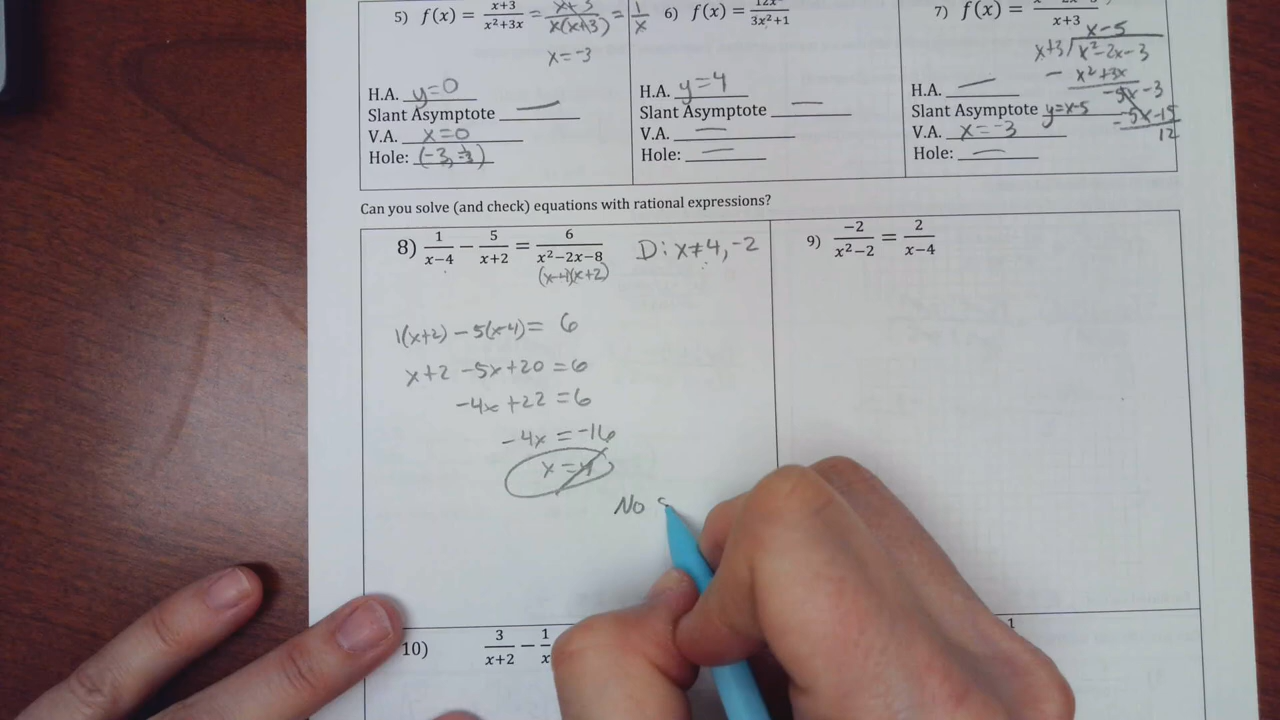 5) f(x) = x+3/x²+3x = x+3/x(x+3) = 1/x
x=-3
H.A. y=0
Slant Asymptote —
V.A. x=0
Hole: (-3, -1/3)
6) f(x) = 12x²/3x²+1
H.A. y=4
Slant Asymptote —
V.A. —
Hole: —
7) f(x) = /x+3
x-5
x+3 x²-2x-3
- x²+3x
-5x-3
-5x-15
12
H.A. —
Slant Asymptote y=x-5
V.A. x=-3
Hole: —
Can you solve (and check) equations with rational expressions?
8) 1/x−4 − 5/x+2 = 6/x²−2x−8 D: x≠4,-2
(x-4)(x+2)
1(x+2) -5(x-4) = 6
x+2 -5x+20 = 6
-4x +22 = 6
-4x = -16
x = 4
No
9) −2/x²−2 = 2/x−4
10) 3/x+2 − 1/x
1